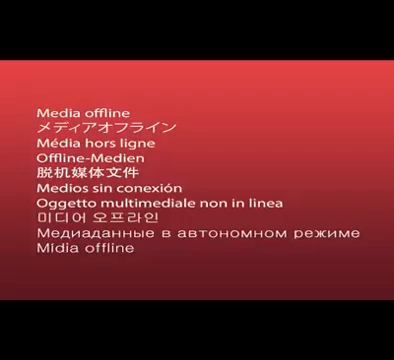 Media offline
メディアオフライン
Média hors ligne
Offline-Medien
脱机媒体文件
Medios sin conexión
Oggetto multimediale non in linea
미디어 오프라인
Медиаданные в автономном режиме
Mídia offline